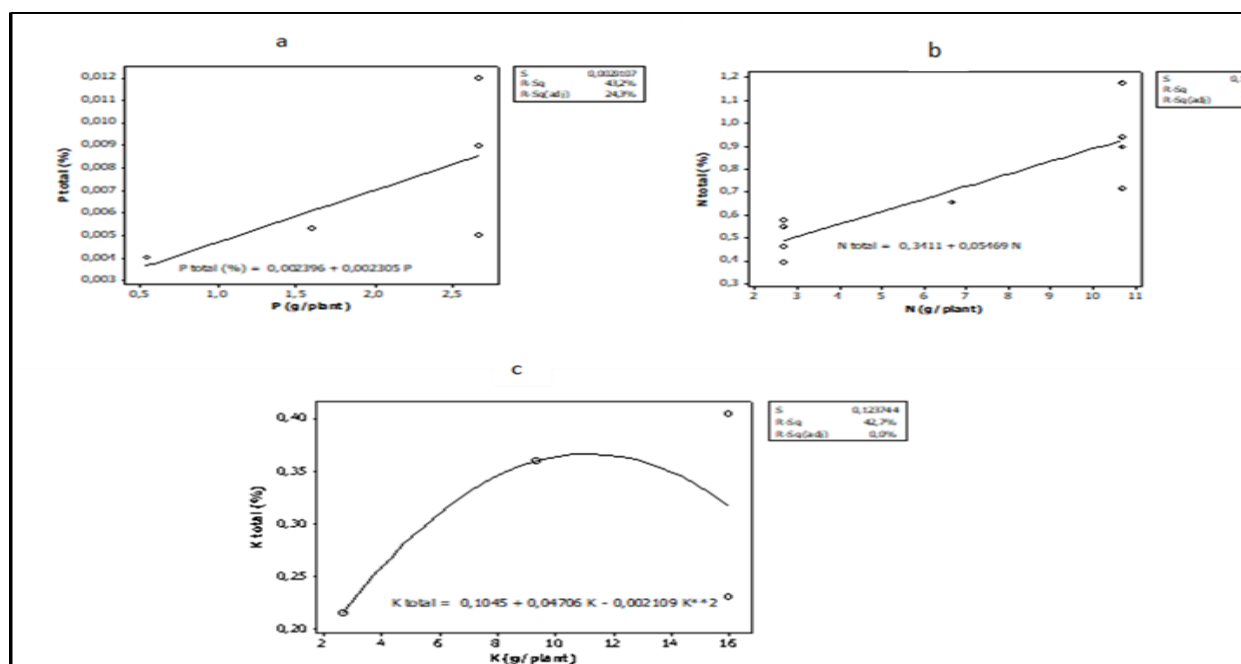 a
0,012
0,011
0,010
0,009
0,008
0,007
0,006
0,005
0,004
0,003
P total (%)
0,5 1,0 1,5 2,0 2,5
P (g/plant)
P total (%) = 0,002396 + 0,002305 P
S
R-Sq 43,2%
R-Sq(adj) 24,3%
b
1,2
1,1
1,0
0,9
0,8
0,7
0,6
0,5
0,4
0,3
N total (%)
2 3 4 5 6 7 8 9 10 11
N (g/plant)
N total = 0,3411 + 0,05469 N
S
R-Sq
R-Sq(adj)
c
0,40
0,35
0,30
0,25
0,20
K total (%)
2 4 6 8 10 12 14 16
K (g/plant)
K total = 0,1045 + 0,04706 K - 0,002109 K**2
S 0,123744
R-Sq 42,7%
R-Sq(adj) 0,0%